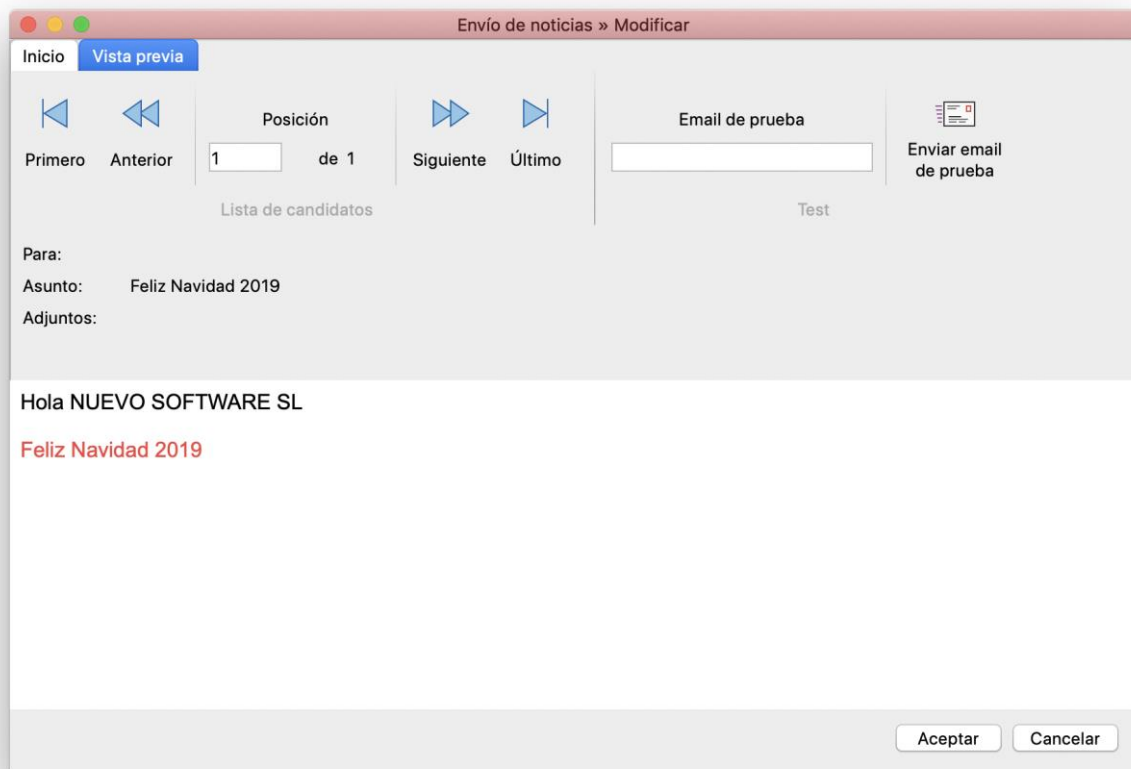 Envío de noticias » Modificar
Inicio Vista previa
Primero Anterior Posición 1 de 1 Siguiente Último
Lista de candidatos
Email de prueba
Enviar email
de prueba
Test
Para:
Asunto: Feliz Navidad 2019
Adjuntos:
Hola NUEVO SOFTWARE SL
Feliz Navidad 2019
Aceptar Cancelar